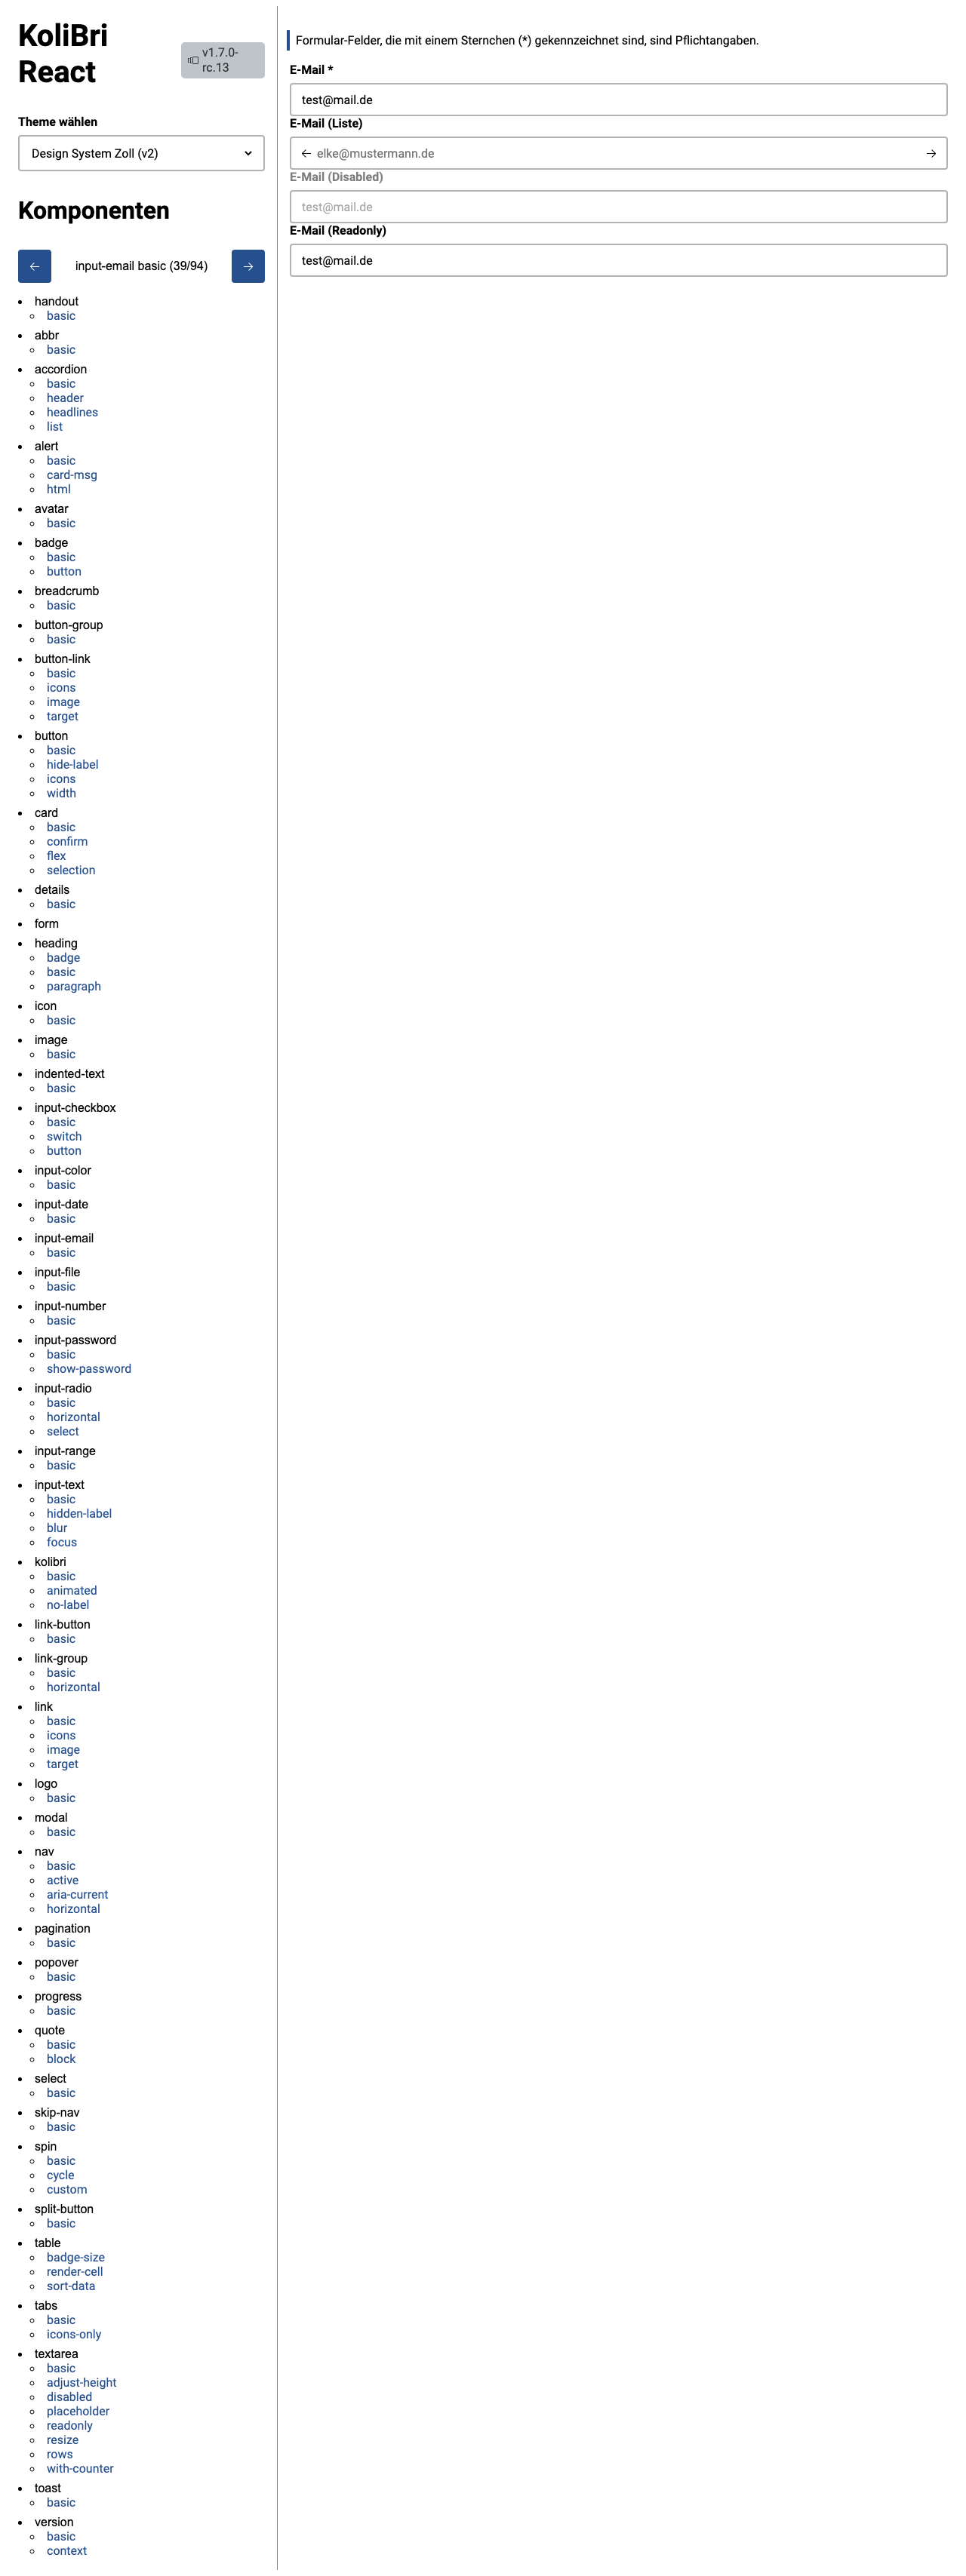 KoliBri
React
v1.7.0-
rc.13
Theme wählen
Design System Zoll (v2)
Komponenten
← input-email basic (39/94) →
handout
basic
abbr
basic
accordion
basic
header
headlines
list
alert
basic
card-msg
html
avatar
basic
badge
basic
button
breadcrumb
basic
button-group
basic
button-link
basic
icons
image
target
button
basic
hide-label
icons
width
card
basic
confirm
flex
selection
details
basic
form
heading
badge
basic
paragraph
icon
basic
image
basic
indented-text
basic
input-checkbox
basic
switch
button
input-color
basic
input-date
basic
input-email
basic
input-file
basic
input-number
basic
input-password
basic
show-password
input-radio
basic
horizontal
select
input-range
basic
input-text
basic
hidden-label
blur
focus
kolibri
basic
animated
no-label
link-button
basic
link-group
basic
horizontal
link
basic
icons
image
target
logo
basic
modal
basic
nav
basic
active
aria-current
horizontal
pagination
basic
popover
basic
progress
basic
quote
basic
block
select
basic
skip-nav
basic
spin
basic
cycle
custom
split-button
basic
table
badge-size
render-cell
sort-data
tabs
basic
icons-only
textarea
basic
adjust-height
disabled
placeholder
readonly
resize
rows
with-counter
toast
basic
version
basic
context
Formular-Felder, die mit einem Sternchen (*) gekennzeichnet sind, sind Pflichtangaben.
E-Mail *
test@mail.de
E-Mail (Liste)
← elke@mustermann.de →
E-Mail (Disabled)
test@mail.de
E-Mail (Readonly)
test@mail.de